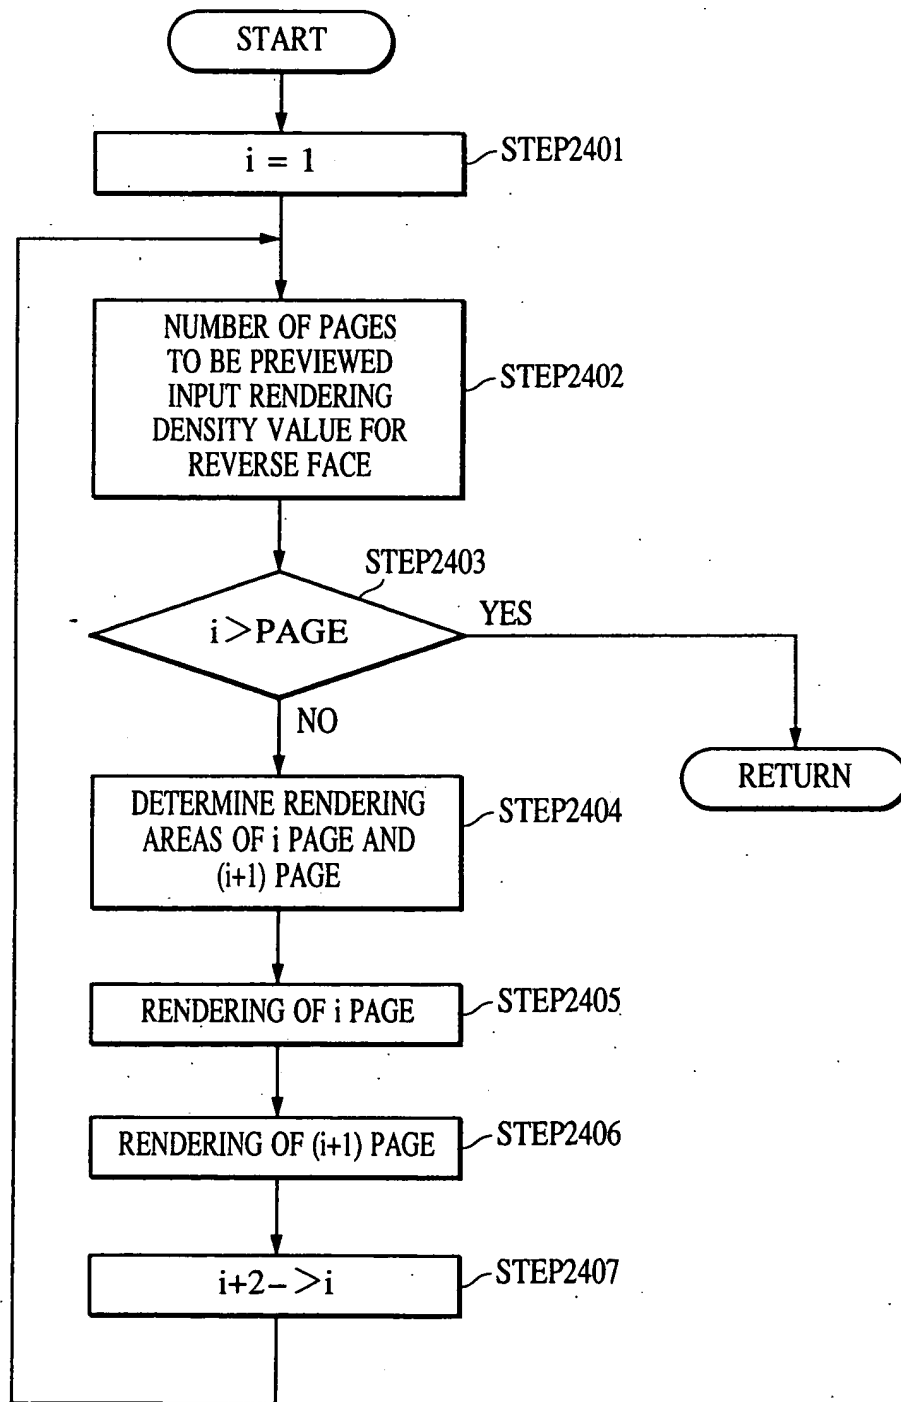 START
i = 1
STEP2401
NUMBER OF PAGES
TO BE PREVIEWED
INPUT RENDERING
DENSITY VALUE FOR
REVERSE FACE
STEP2402
STEP2403
i>PAGE
YES
NO
RETURN
DETERMINE RENDERING
AREAS OF i PAGE AND
(i+1) PAGE
STEP2404
RENDERING OF i PAGE
STEP2405
RENDERING OF (i+1) PAGE
STEP2406
i+2->i
STEP2407